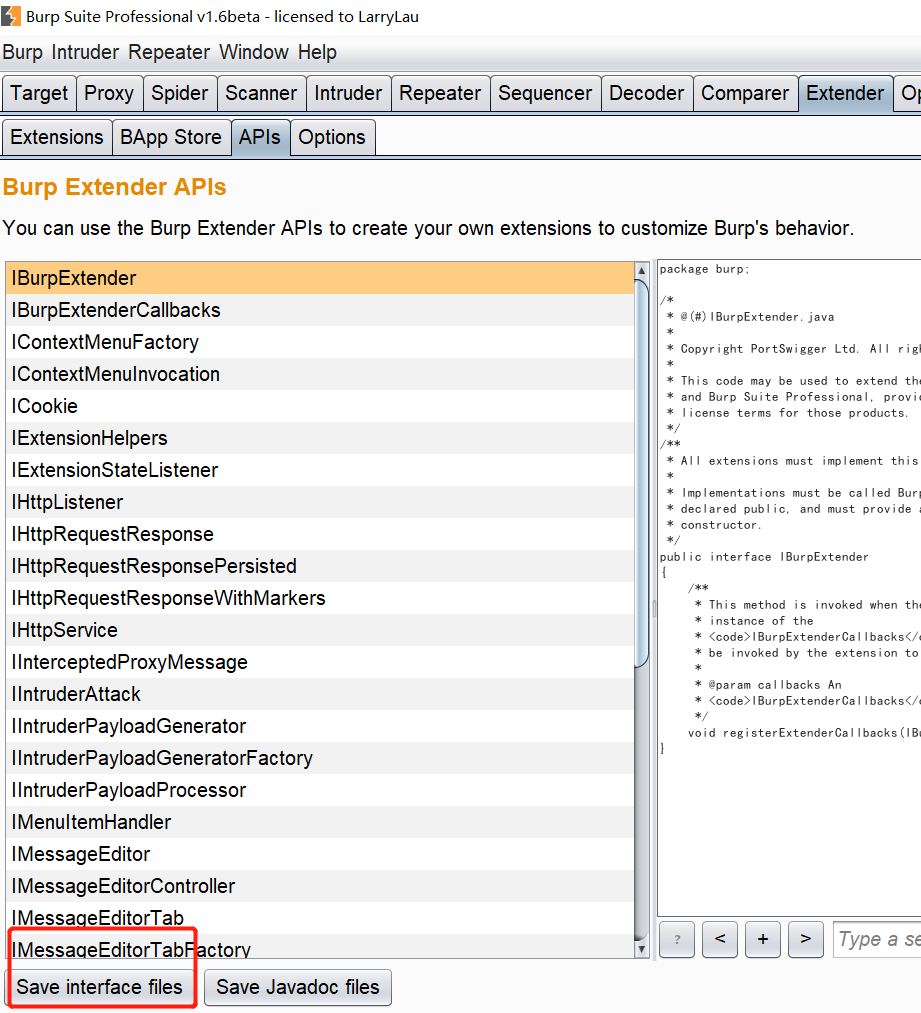 Burp Suite Professional v1.6beta - licensed to LarryLau
Burp Intruder Repeater Window Help
Target Proxy Spider Scanner Intruder Repeater Sequencer Decoder Comparer Extender Op
Extensions BApp Store APIs Options
Burp Extender APIs
You can use the Burp Extender APIs to create your own extensions to customize Burp's behavior.
IBurpExtender
IBurpExtenderCallbacks
IContextMenuFactory
IContextMenuInvocation
ICookie
IExtensionHelpers
IExtensionStateListener
IHttpListener
IHttpRequestResponse
IHttpRequestResponsePersisted
IHttpRequestResponseWithMarkers
IHttpService
IInterceptedProxyMessage
IIntruderAttack
IIntruderPayloadGenerator
IIntruderPayloadGeneratorFactory
IIntruderPayloadProcessor
IMenuItemHandler
IMessageEditor
IMessageEditorController
IMessageEditorTab
IMessageEditorTabFactory
package burp;
/*
* @(#)IBurpExtender.java
*
* Copyright PortSwigger Ltd. All righ
*
* This code may be used to extend the
* and Burp Suite Professional, provi
* license terms for those products.
*/
/**
* All extensions must implement this
*
* Implementations must be called Burp
* declared public, and must provide a
* constructor.
*/
public interface IBurpExtender
{
/**
* This method is invoked when the
* instance of the
* <code>IBurpExtenderCallbacks</c
* be invoked by the extension to
*
* @param callbacks An
* <code>IBurpExtenderCallbacks</c
*/
void registerExtenderCallbacks(IBu
}
? < + > Type a se
Save interface files Save Javadoc files